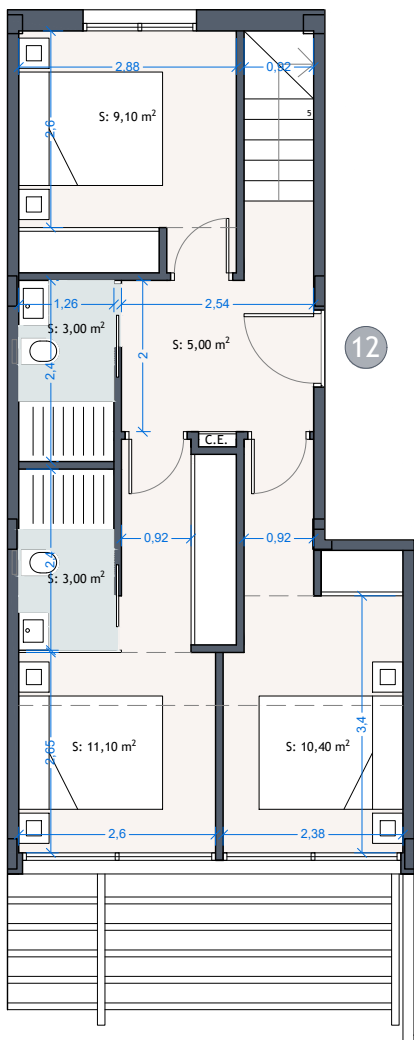 2,88
0,92
S: 9,10 m²
5
2,6
1,26
2,54
S: 3,00 m²
S: 5,00 m²
12
2
2,4
C.E.
0,92
0,92
2,4
S: 3,00 m²
3,4
S: 11,10 m²
S: 10,40 m²
2,65
2,6
2,38